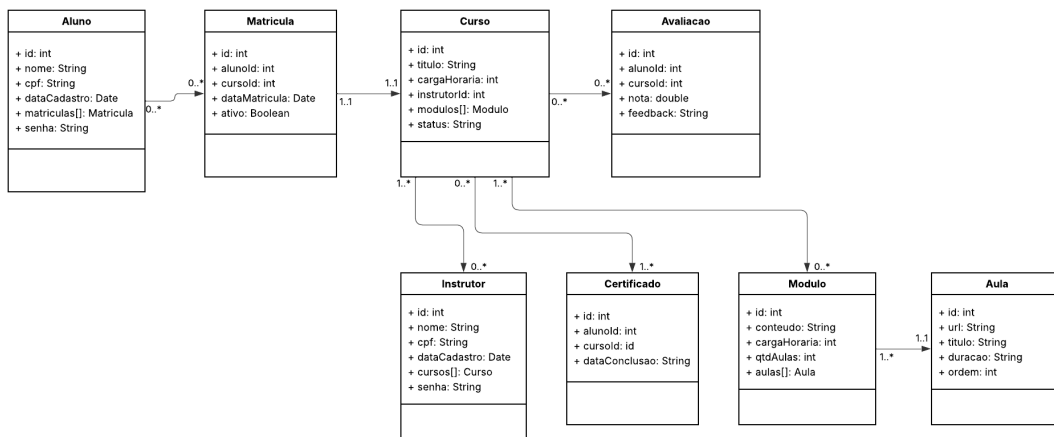 Aluno
+ id: int
+ nome: String
+ cpf: String
+ dataCadastro: Date
+ matriculas[]: Matricula
+ senha: String
0..*
0..*
Matricula
+ id: int
+ alunoId: int
+ cursoId: int
+ dataMatricula: Date
+ ativo: Boolean
1..1
1..1
Curso
+ id: int
+ titulo: String
+ cargaHoraria: int
+ instrutorId: int
+ modulos[]: Modulo
+ status: String
0..*
0..*
Avaliacao
+ id: int
+ alunoId: int
+ cursoId: int
+ nota: double
+ feedback: String
1..*
0..*
1..*
0..*
1..*
0..*
Instrutor
+ id: int
+ nome: String
+ cpf: String
+ dataCadastro: Date
+ cursos[]: Curso
+ senha: String
Certificado
+ id: int
+ alunoId: int
+ cursoId: id
+ dataConclusao: String
Modulo
+ id: int
+ conteudo: String
+ cargaHoraria: int
+ qtdAulas: int
+ aulas[]: Aula
1..*
1..1
Aula
+ id: int
+ url: String
+ titulo: String
+ duracao: String
+ ordem: int